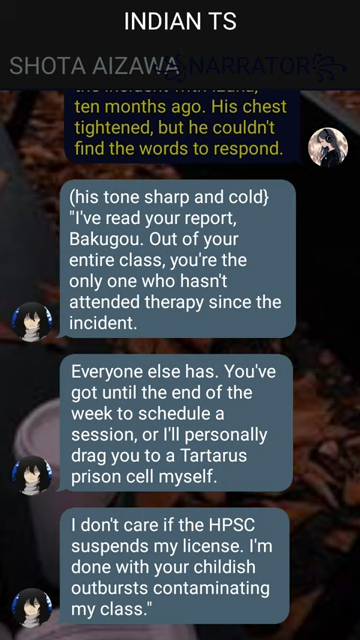 INDIAN TS
SHOTA AIZAWA NARRATOR
ten months ago. His chest
tightened, but he couldn't
find the words to respond.
(his tone sharp and cold}
"I've read your report,
Bakugou. Out of your
entire class, you're the
only one who hasn't
attended therapy since the
incident.
Everyone else has. You've
got until the end of the
week to schedule a
session, or I'll personally
drag you to a Tartarus
prison cell myself.
I don't care if the HPSC
suspends my license. I'm
done with your childish
outbursts contaminating
my class."